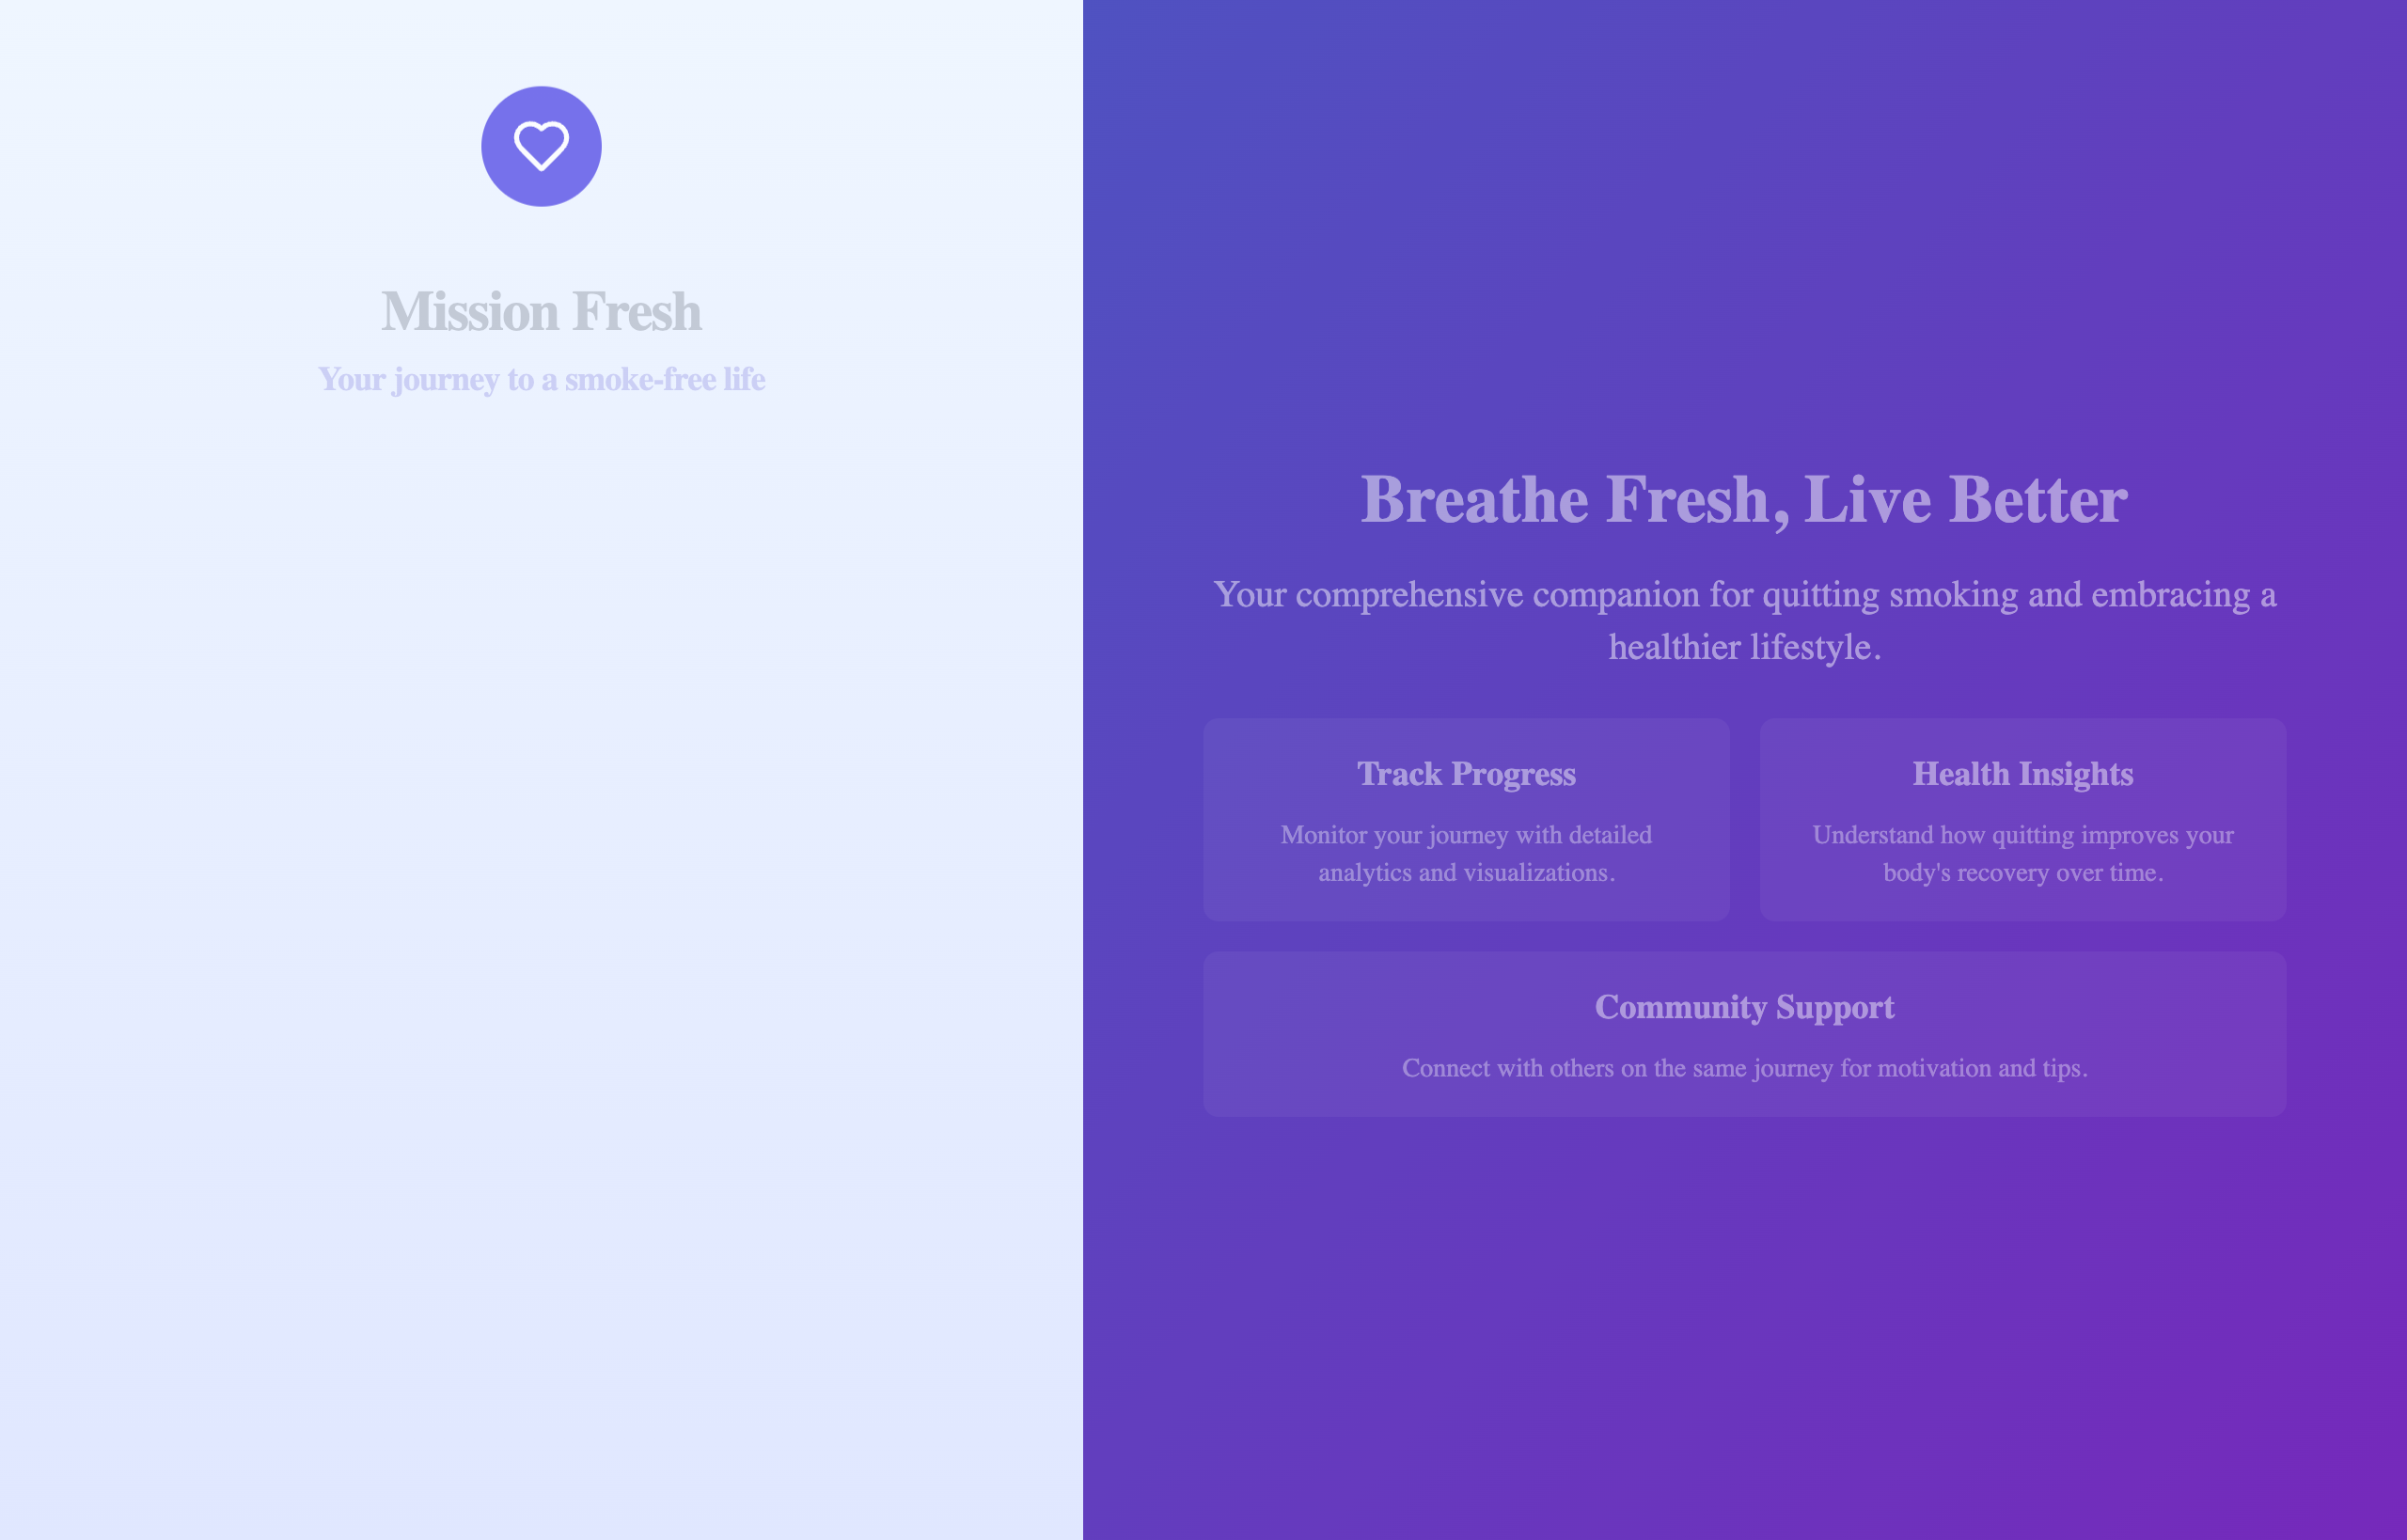 Mission Fresh
Your journey to a smoke-free life
Breathe Fresh, Live Better
Your comprehensive companion for quitting smoking and embracing a
healthier lifestyle.
Track Progress
Monitor your journey with detailed
analytics and visualizations.
Health Insights
Understand how quitting improves your
body's recovery over time.
Community Support
Connect with others on the same journey for motivation and tips.